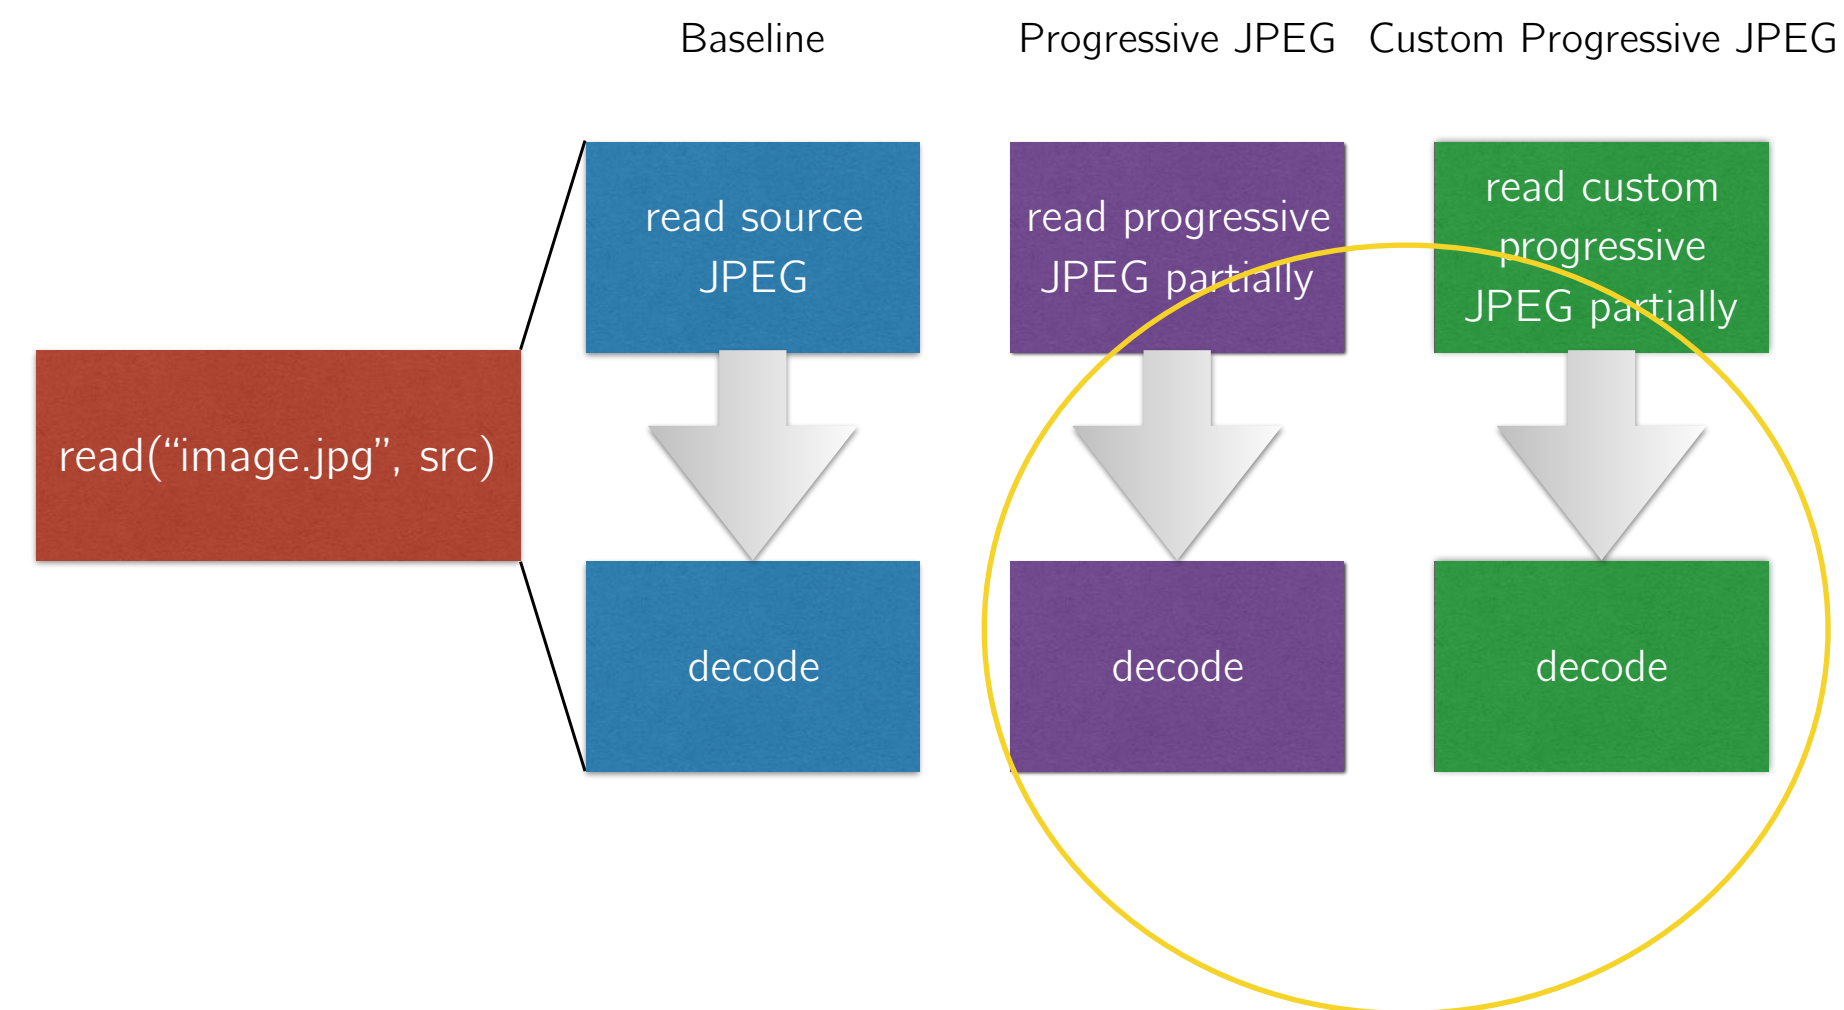 Baseline
Progressive JPEG
Custom Progressive JPEG
read source
JPEG
read progressive
JPEG partially
read custom
progressive
JPEG partially
read(“image.jpg”, src)
decode
decode
decode